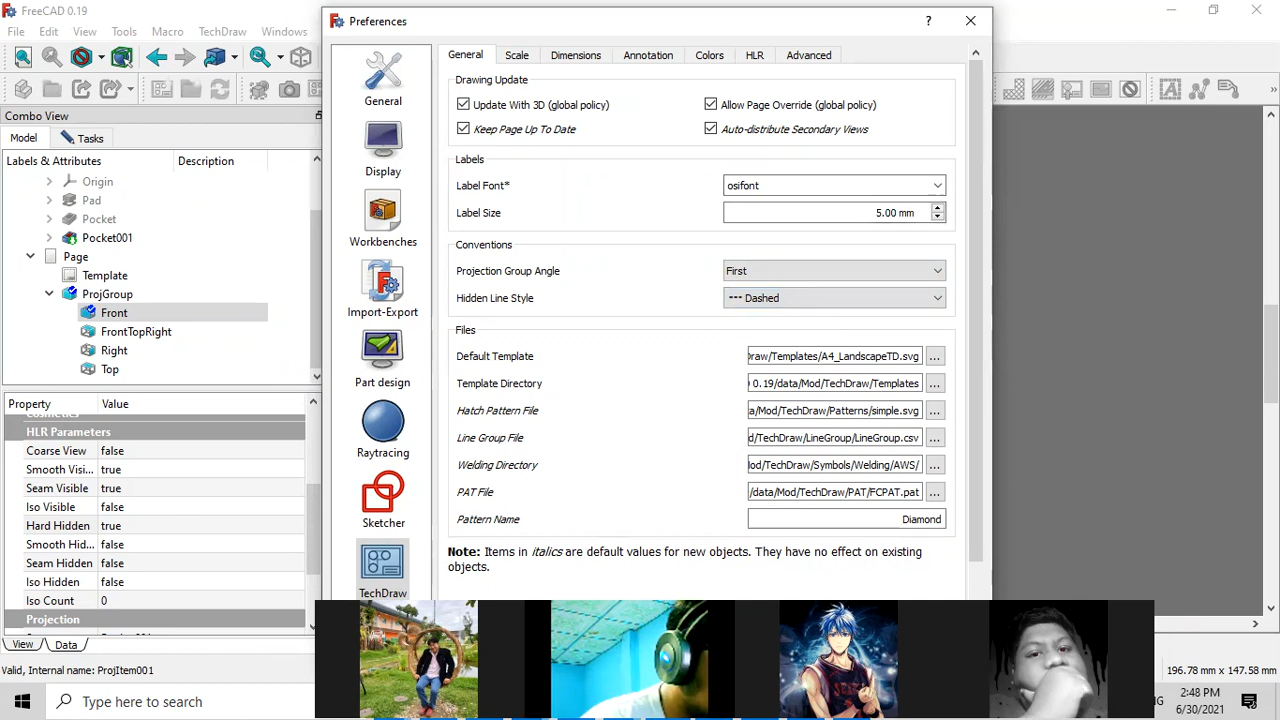 FreeCAD 0.19
File
Edit
View
Tools
Macro
TechDraw
Windows
Combo View
Model
Tasks
Labels & Attributes
Description
Origin
Pad
Pocket
Pocket001
Page
Template
ProjGroup
Front
FrontTopRight
Right
Top
Property
Value
HLR Parameters
Coarse View false
Smooth Visi... true
Seam Visible true
Iso Visible false
Hard Hidden true
Smooth Hid... false
Seam Hidden false
Iso Hidden false
Iso Count 0
Projection
View
Data
Valid, Internal name: ProjItem001
Type here to search
Preferences
?
General
Display
Workbenches
Import-Export
Part design
Raytracing
Sketcher
TechDraw
General
Scale
Dimensions
Annotation
Colors
HLR
Advanced
Drawing Update
Update With 3D (global policy)
Allow Page Override (global policy)
Keep Page Up To Date
Auto-distribute Secondary Views
Labels
Label Font* osifont
Label Size 5.00 mm
Conventions
Projection Group Angle First
Hidden Line Style --- Dashed
Files
Default Template raw/Templates/A4_LandscapeTD.svg ...
Template Directory 0.19/data/Mod/TechDraw/Templates ...
Hatch Pattern File a/Mod/TechDraw/Patterns/simple.svg ...
Line Group File d/TechDraw/LineGroup/LineGroup.csv ...
Welding Directory lod/TechDraw/Symbols/Welding/AWS/ ...
PAT File /data/Mod/TechDraw/PAT/FCPAT.pat ...
Pattern Name Diamond
Note: Items in italics are default values for new objects. They have no effect on existing
objects.
A
»
196.78 mm x 147.58 mm
2:48 PM
6/30/2021